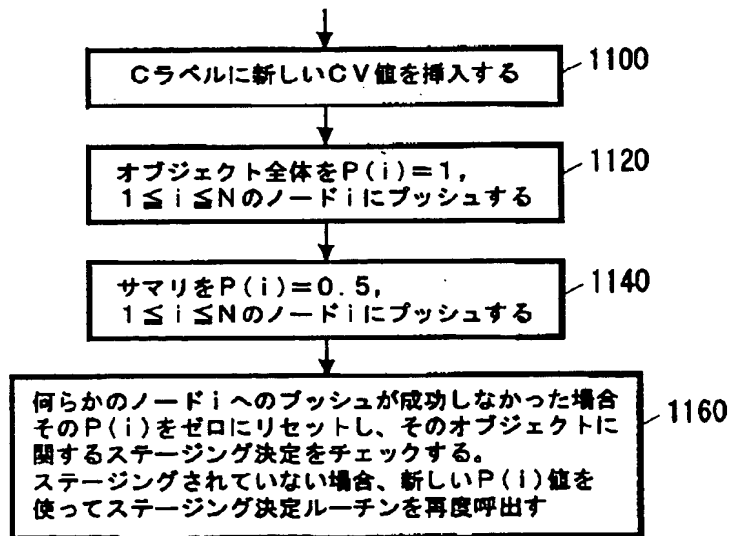 Cラベルに新しいCV値を挿入する
1100
オブジェクト全体をP(i)=1,
1≦i≦Nのノードiにプッシュする
1120
サマリをP(i)=0.5,
1≦i≦Nのノードiにプッシュする
1140
何らかのノードiへのプッシュが成功しなかった場合
そのP(i)をゼロにリセットし、そのオブジェクトに
関するステージング決定をチェックする。
ステージングされていない場合、新しいP(i)値を
使ってステージング決定ルーチンを再度呼出す
1160